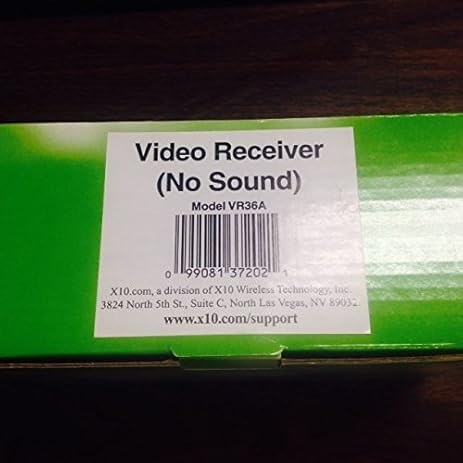 Video Receiver
(No Sound)
Model VR36A
0 99081 37202 1
X10.com, a division of X10 Wireless Technology, Inc.
3824 North 5th St., Suite C, North Las Vegas, NV 89032
www.x10.com/support